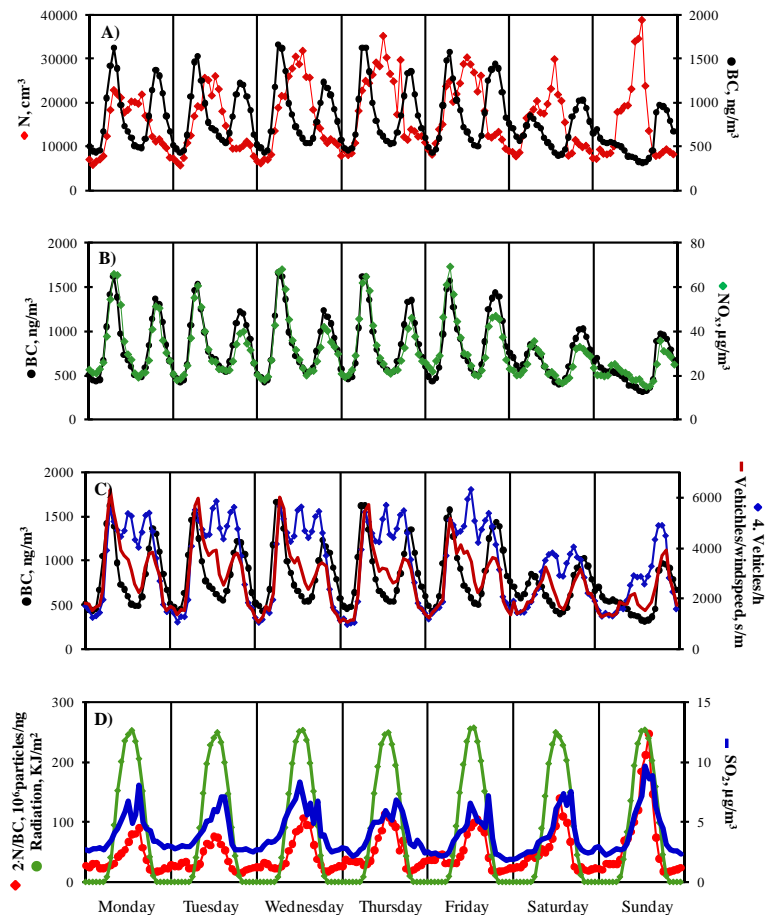 A)
40000
30000
20000
10000
0
◆ N, cm-3
2000
1500
1000
500
0
● BC, ng/m3
B)
2000
1500
1000
500
0
● BC, ng/m3
80
60
40
20
0
◆ NOx, µg/m3
C)
2000
1500
1000
500
0
● BC, ng/m3
6000
4000
2000
0
— Vehichles/windspeed, s/m
◆ 4. Vehicles/h
D)
300
250
200
150
100
50
0
◆ 2·N/BC, 106particles/ng
● Radiation, KJ/m2
15
10
5
0
— SO2, µg/m3
Monday Tuesday Wednesday Thursday Friday Saturday Sunday